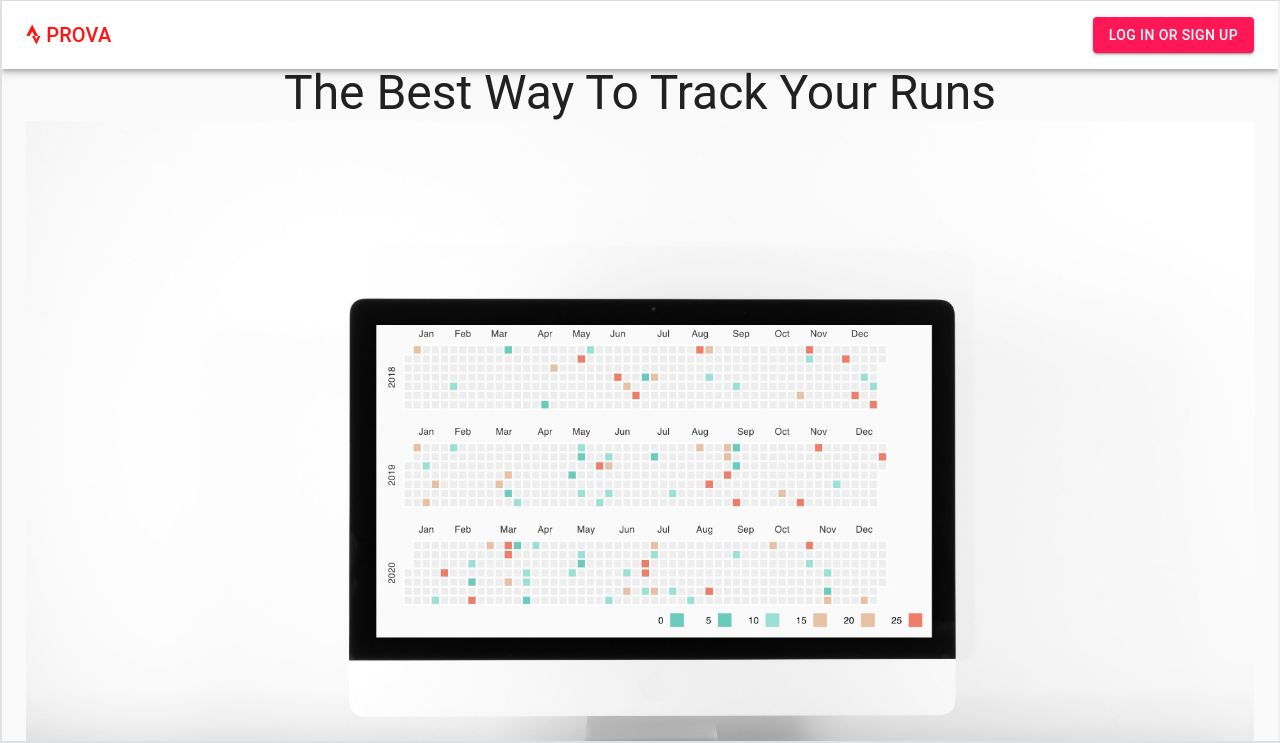 PROVA
LOG IN OR SIGN UP
The Best Way To Track Your Runs
Jan Feb Mar Apr May Jun Jul Aug Sep Oct Nov Dec
2018
Jan Feb Mar Apr May Jun Jul Aug Sep Oct Nov Dec
2019
Jan Feb Mar Apr May Jun Jul Aug Sep Oct Nov Dec
2020
0 5 10 15 20 25